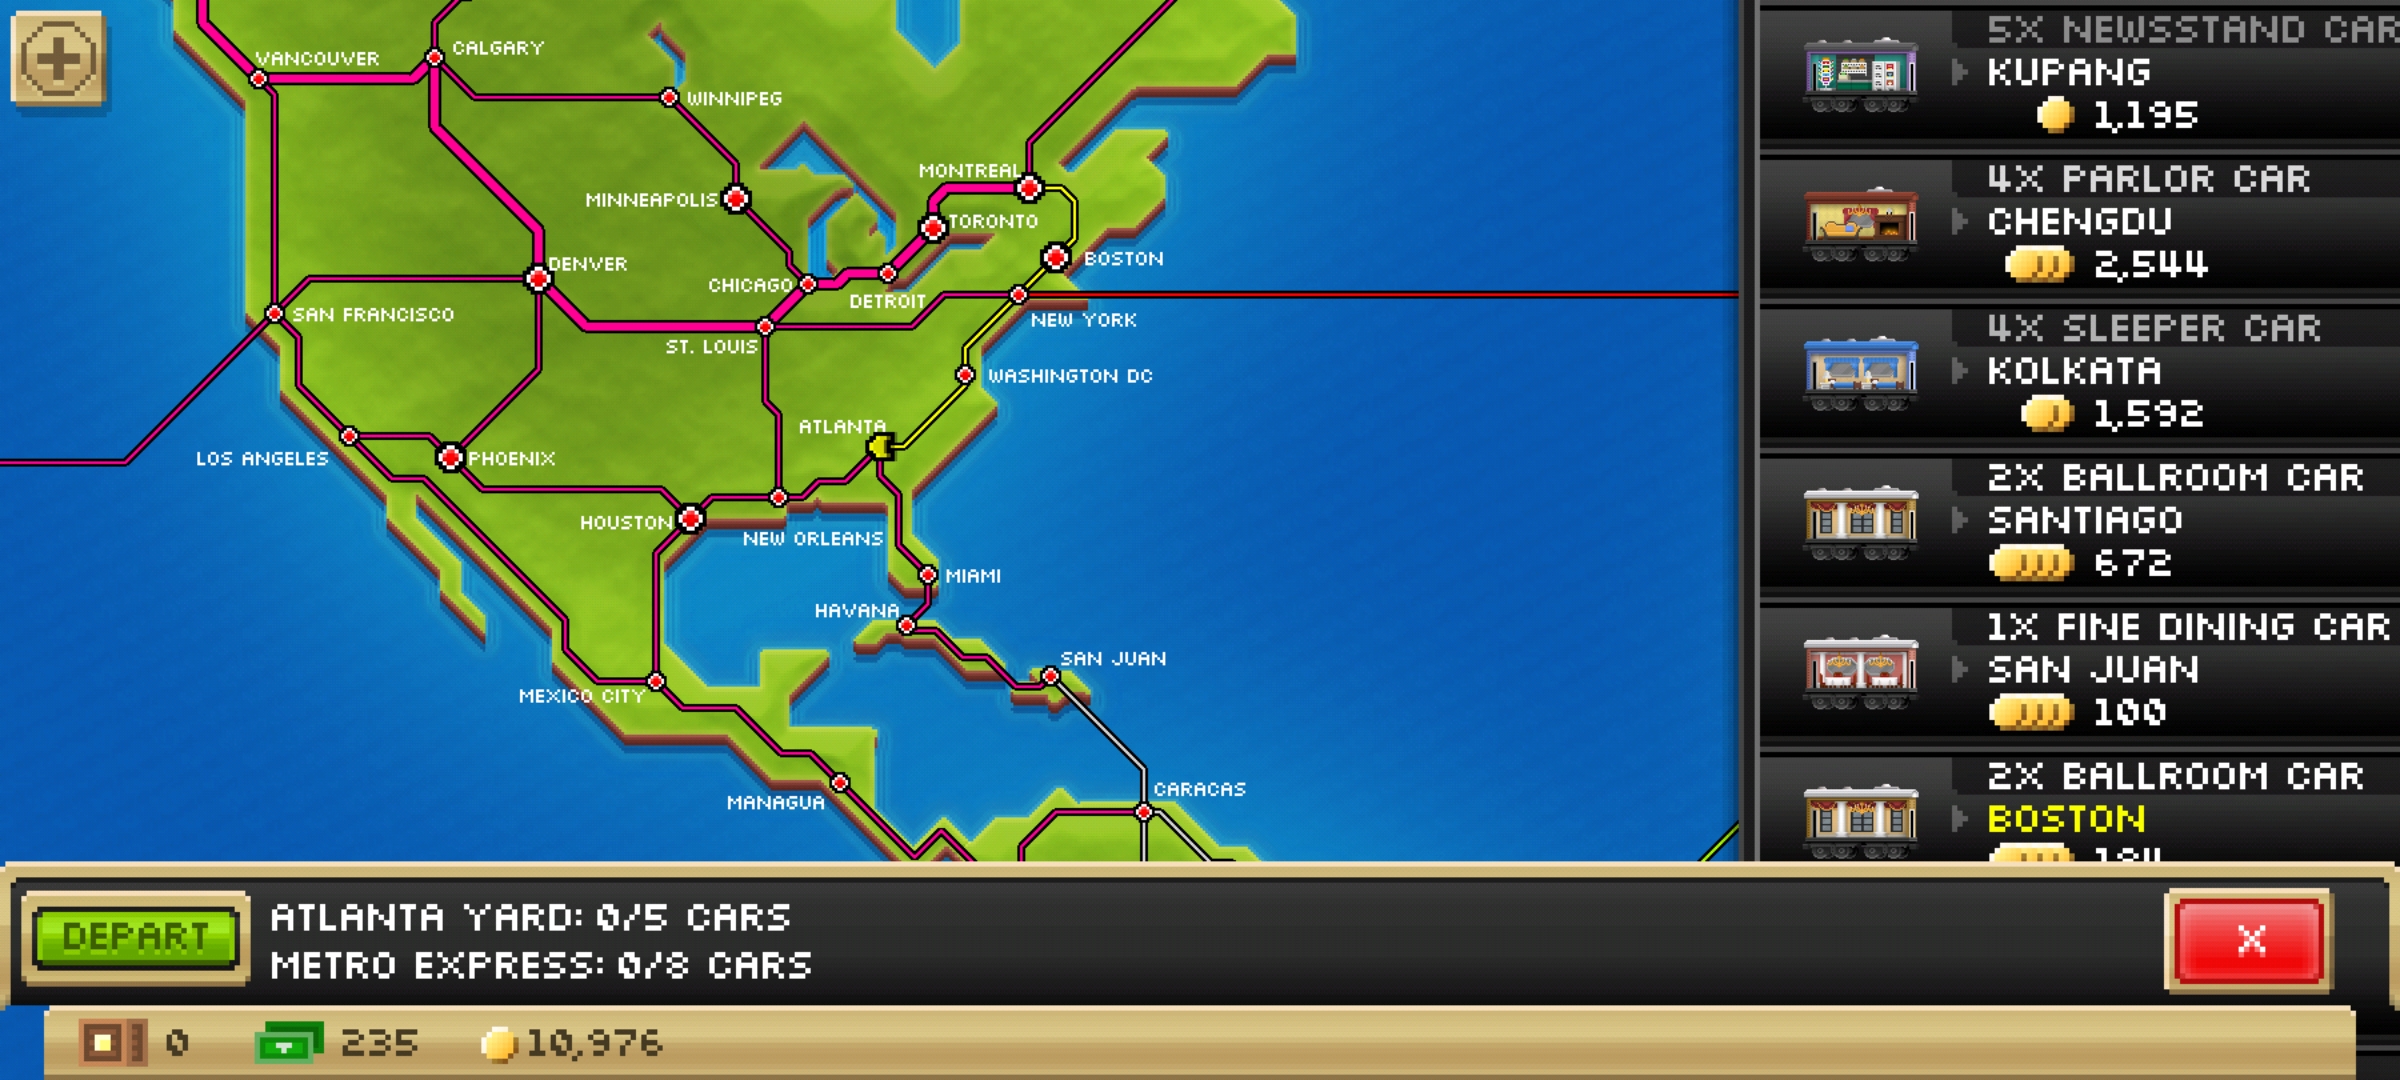 VANCOUVER
CALGARY
WINNIPEG
MONTREAL
MINNEAPOLIS
TORONTO
BOSTON
DENVER
CHICAGO
DETROIT
SAN FRANCISCO
NEW YORK
ST. LOUIS
WASHINGTON DC
ATLANTA
LOS ANGELES
PHOENIX
HOUSTON
NEW ORLEANS
MIAMI
HAVANA
SAN JUAN
MEXICO CITY
CARACAS
MANAGUA
5X NEWSSTAND CAR
KUPANG
1,195
4X PARLOR CAR
CHENGDU
2,544
4X SLEEPER CAR
KOLKATA
1,592
2X BALLROOM CAR
SANTIAGO
672
1X FINE DINING CAR
SAN JUAN
100
2X BALLROOM CAR
BOSTON
DEPART
ATLANTA YARD: 0/5 CARS
METRO EXPRESS: 0/8 CARS
X
0
235
10,976